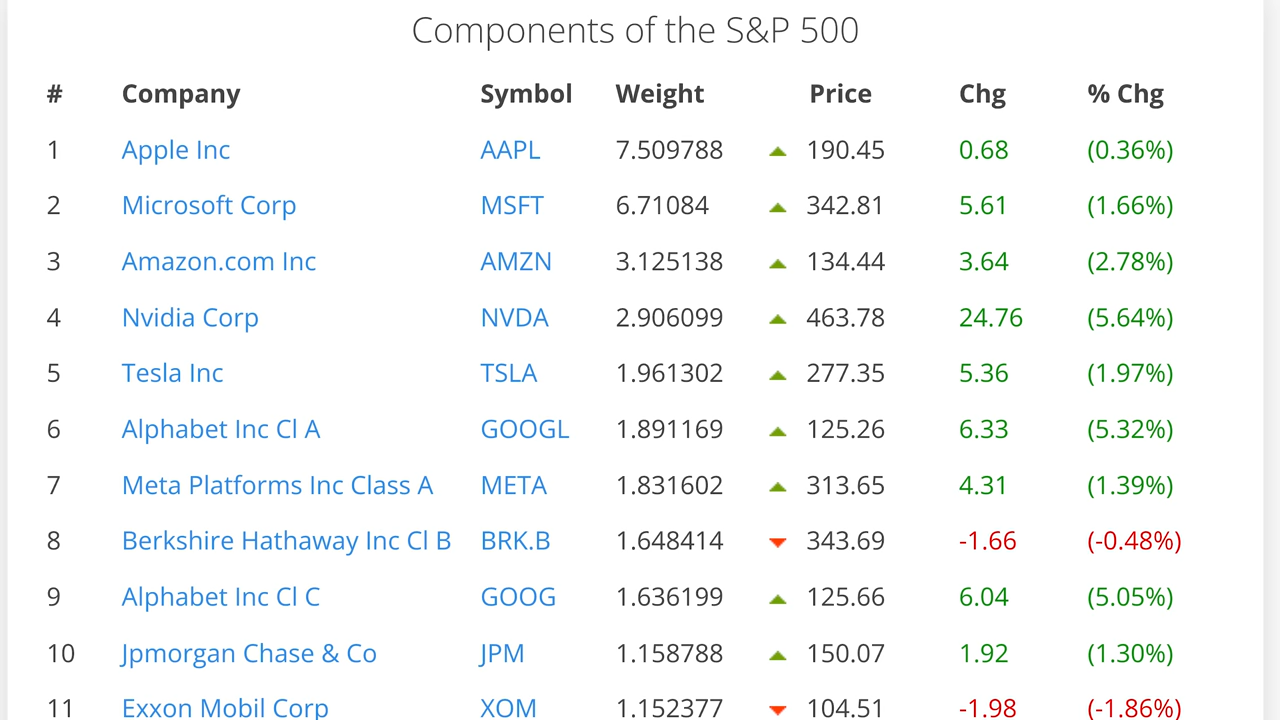 Components of the S&P 500
# Company Symbol Weight Price Chg % Chg
1 Apple Inc AAPL 7.509788 190.45 0.68 (0.36%)
2 Microsoft Corp MSFT 6.71084 342.81 5.61 (1.66%)
3 Amazon.com Inc AMZN 3.125138 134.44 3.64 (2.78%)
4 Nvidia Corp NVDA 2.906099 463.78 24.76 (5.64%)
5 Tesla Inc TSLA 1.961302 277.35 5.36 (1.97%)
6 Alphabet Inc Cl A GOOGL 1.891169 125.26 6.33 (5.32%)
7 Meta Platforms Inc Class A META 1.831602 313.65 4.31 (1.39%)
8 Berkshire Hathaway Inc Cl B BRK.B 1.648414 343.69 -1.66 (-0.48%)
9 Alphabet Inc Cl C GOOG 1.636199 125.66 6.04 (5.05%)
10 Jpmorgan Chase & Co JPM 1.158788 150.07 1.92 (1.30%)
11 Exxon Mobil Corp XOM 1.152377 104.51 -1.98 (-1.86%)